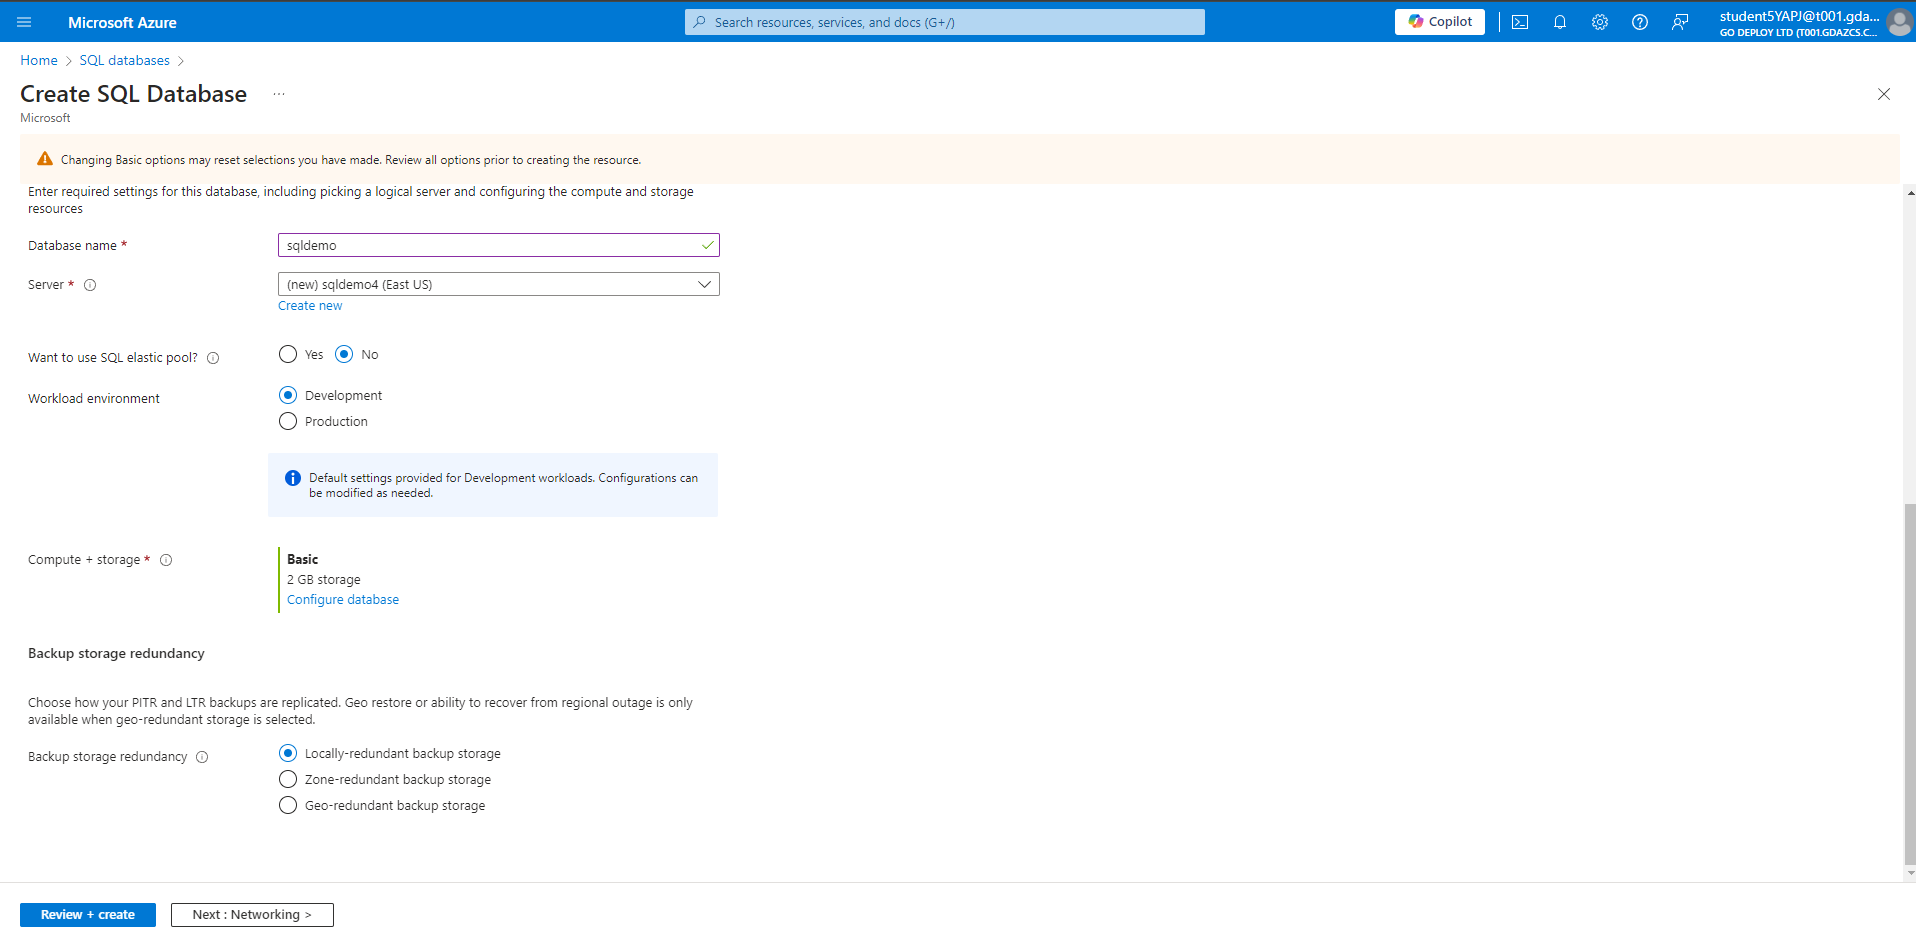 Microsoft Azure
Search resources, services, and docs (G+/)
Copilot
student5YAPJ@t001.gda...
GO DEPLOY LTD (T001.GDAZCS.C...
Home > SQL databases >
Create SQL Database ...
Microsoft
Changing Basic options may reset selections you have made. Review all options prior to creating the resource.
Enter required settings for this database, including picking a logical server and configuring the compute and storage
resources
Database name *
sqldemo
Server *
(new) sqldemo4 (East US)
Create new
Want to use SQL elastic pool?
Yes No
Workload environment
Development
Production
Default settings provided for Development workloads. Configurations can
be modified as needed.
Compute + storage *
Basic
2 GB storage
Configure database
Backup storage redundancy
Choose how your PITR and LTR backups are replicated. Geo restore or ability to recover from regional outage is only
available when geo-redundant storage is selected.
Backup storage redundancy
Locally-redundant backup storage
Zone-redundant backup storage
Geo-redundant backup storage
Review + create
Next : Networking >